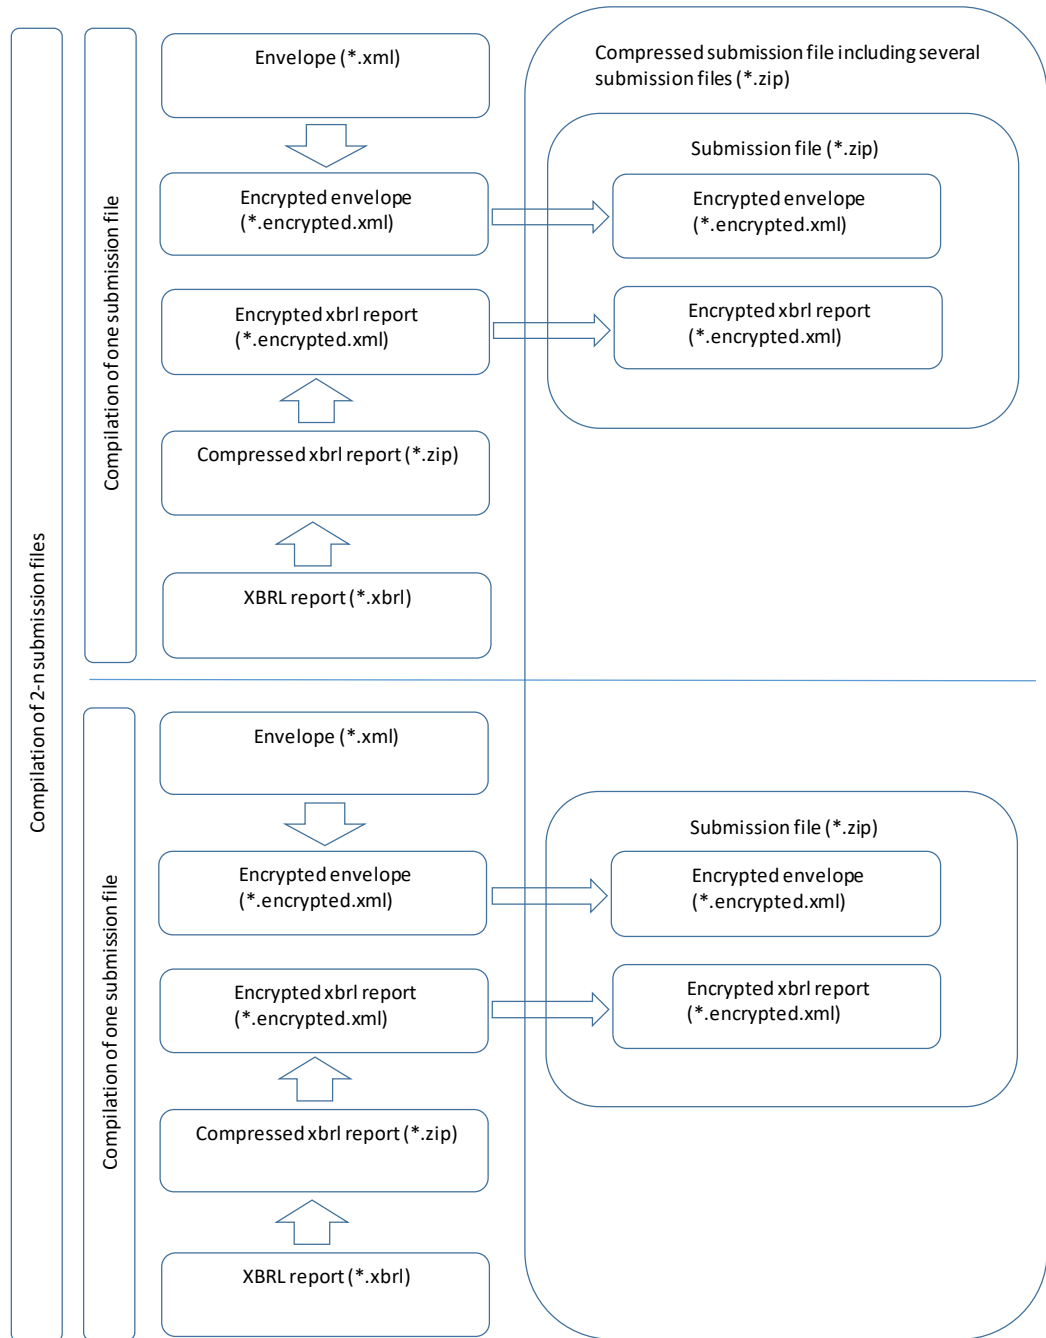 Compilation of 2-n submission files
Compilation of one submission file
Envelope (*.xml)
Encrypted envelope
(*.encrypted.xml)
Encrypted xbrl report
(*.encrypted.xml)
Compressed xbrl report (*.zip)
XBRL report (*.xbrl)
Compressed submission file including several
submission files (*.zip)
Submission file (*.zip)
Encrypted envelope
(*.encrypted.xml)
Encrypted xbrl report
(*.encrypted.xml)
Compilation of one submission file
Envelope (*.xml)
Encrypted envelope
(*.encrypted.xml)
Encrypted xbrl report
(*.encrypted.xml)
Compressed xbrl report (*.zip)
XBRL report (*.xbrl)
Submission file (*.zip)
Encrypted envelope
(*.encrypted.xml)
Encrypted xbrl report
(*.encrypted.xml)